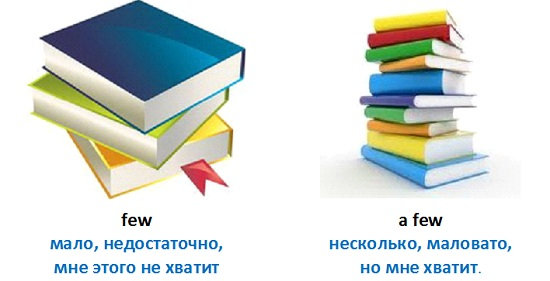 few
мало, недостаточно,
мне этого не хватит
a few
несколько, маловато,
но мне хватит.